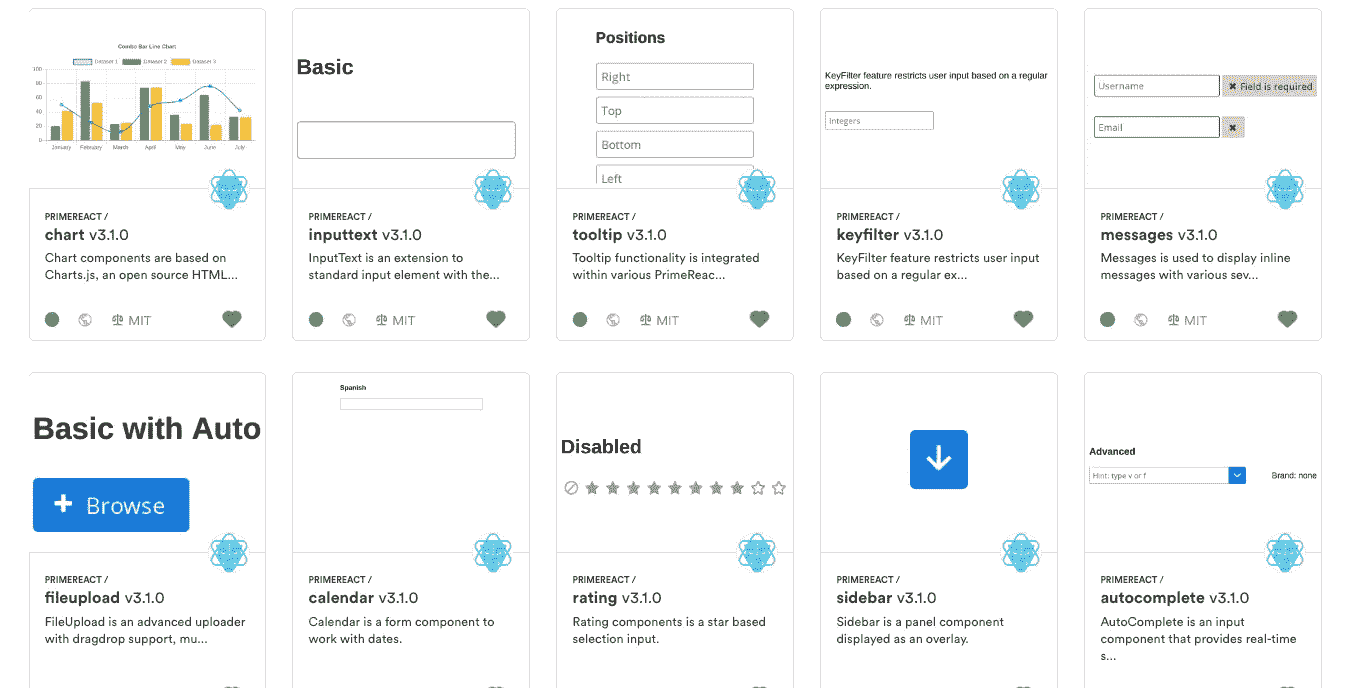 Combo Bar Line Chart
Dataset 1 Dataset 2 Dataset 3
100
80
60
40
20
0
January February March April May June July
PRIMEREACT /
chart v3.1.0
Chart components are based on
Charts.js, an open source HTML...
MIT
Basic
PRIMEREACT /
inputtext v3.1.0
InputText is an extension to
standard input element with the...
MIT
Positions
Right
Top
Bottom
Left
PRIMEREACT /
tooltip v3.1.0
Tooltip functionality is integrated
within various PrimeReac...
MIT
KeyFilter feature restricts user input based on a regular
expression.
Integers
PRIMEREACT /
keyfilter v3.1.0
KeyFilter feature restricts user input
based on a regular ex...
MIT
Username
Field is required
Email
PRIMEREACT /
messages v3.1.0
Messages is used to display inline
messages with various sev...
MIT
Basic with Auto
Browse
PRIMEREACT /
fileupload v3.1.0
FileUpload is an advanced uploader
with dragdrop support, mu...
Spanish
PRIMEREACT /
calendar v3.1.0
Calendar is a form component to
work with dates.
Disabled
PRIMEREACT /
rating v3.1.0
Rating components is a star based
selection input.
PRIMEREACT /
sidebar v3.1.0
Sidebar is a panel component
displayed as an overlay.
Advanced
Hint: type v or f
Brand: none
PRIMEREACT /
autocomplete v3.1.0
AutoComplete is an input
component that provides real-time
s...